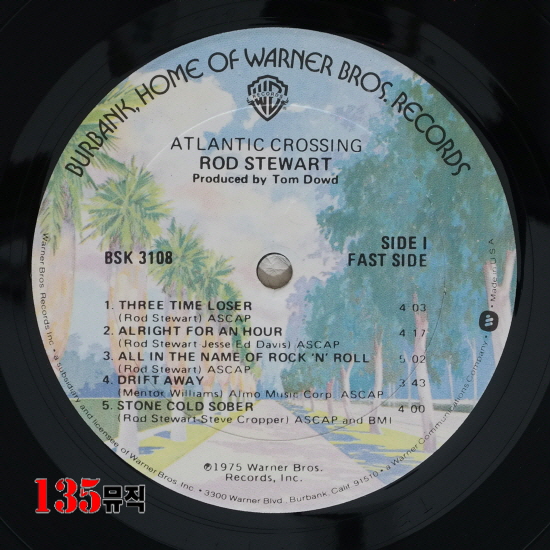 BURBANK, HOME OF WARNER BROS. RECORDS
WB
RECORDS
ATLANTIC CROSSING
ROD STEWART
Produced by Tom Dowd
BSK 3108
SIDE I
FAST SIDE
1. THREE TIME LOSER 4 03
(Rod Stewart) ASCAP
2. ALRIGHT FOR AN HOUR 4 17
(Rod Stewart Jesse Ed Davis) ASCAP
3. ALL IN THE NAME OF ROCK 'N' ROLL 5 02
(Rod Stewart) ASCAP
4. DRIFT AWAY 3 43
(Mentor Williams) Almo Music Corp. ASCAP
5. STONE COLD SOBER 4 00
(Rod Stewart-Steve Cropper) ASCAP and BMI
℗1975 Warner Bros.
Records, Inc.
Warner Bros. Records Inc. • a subsidiary and licensee of Warner Bros. Inc. • 3300 Warner Blvd., Burbank, Cal. 91510 • a Warner Communications Company • W • Made in U.S.A.
135뮤직